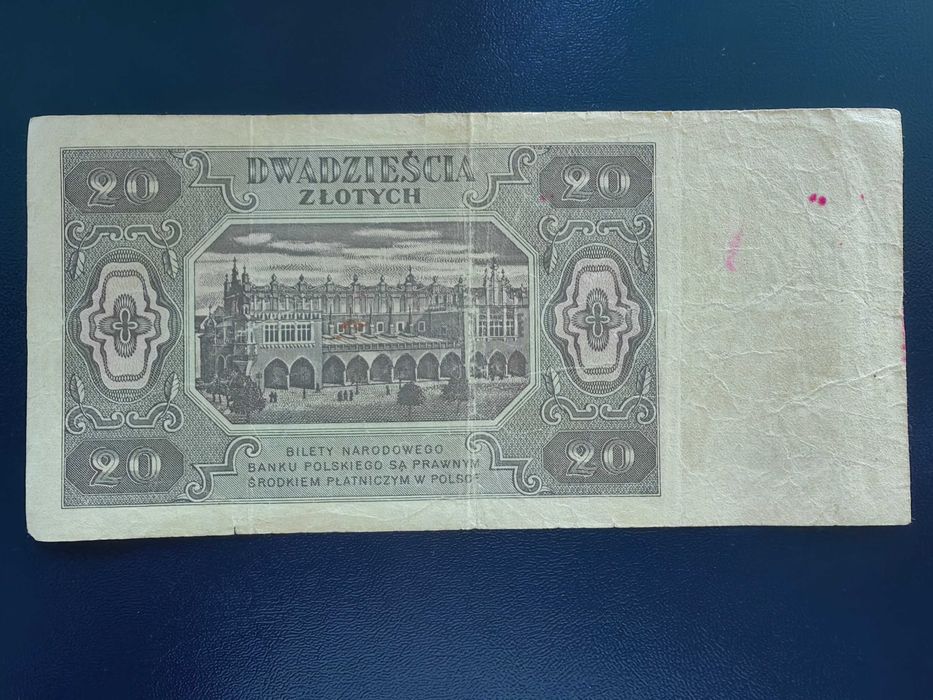 20 DWADZIEŚCIA 20
ZŁOTYCH
BILETY NARODOWEGO
BANKU POLSKIEGO SĄ PRAWNYM
ŚRODKIEM PŁATNICZYM W POLSCE
20 20